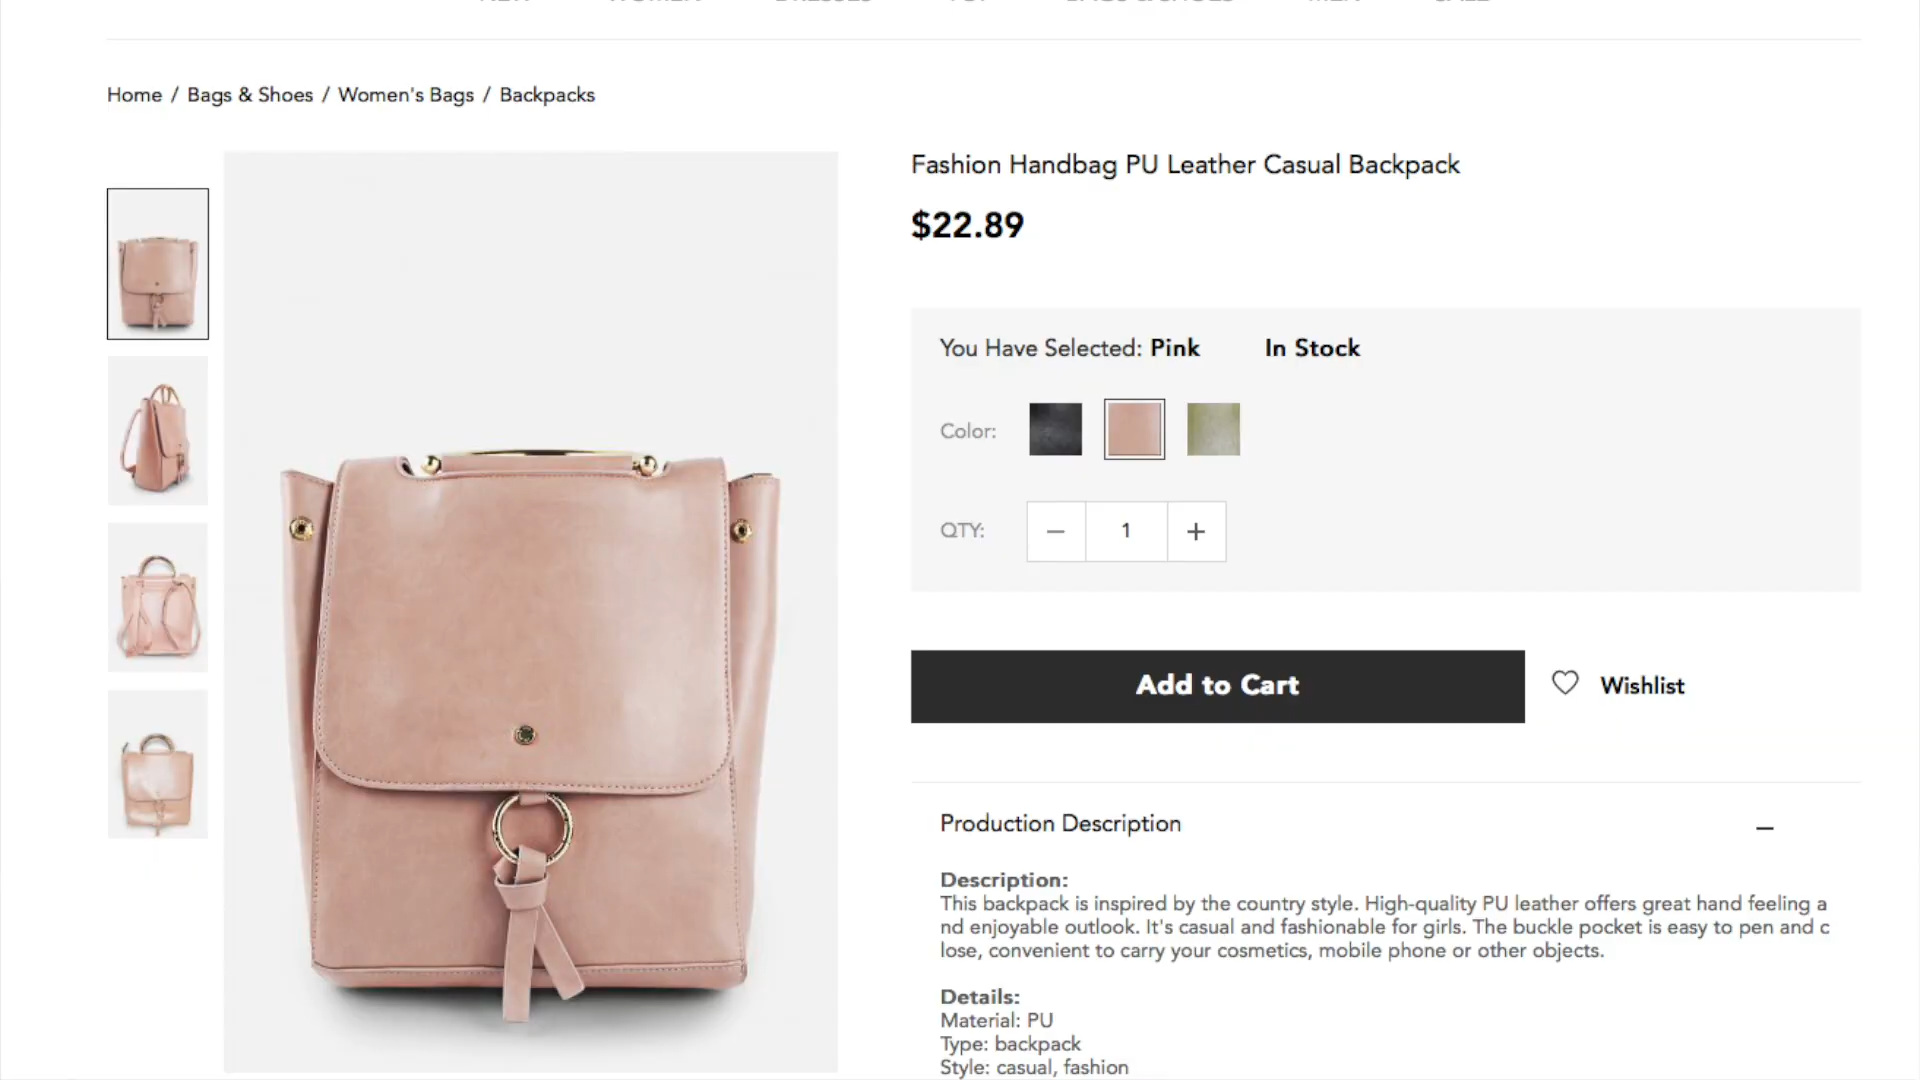 Home / Bags & Shoes / Women's Bags / Backpacks
Fashion Handbag PU Leather Casual Backpack
$22.89
You Have Selected: Pink In Stock
Color:
QTY: − 1 +
Add to Cart Wishlist
Production Description −
Description:
This backpack is inspired by the country style. High-quality PU leather offers great hand feeling a
nd enjoyable outlook. It's casual and fashionable for girls. The buckle pocket is easy to pen and c
lose, convenient to carry your cosmetics, mobile phone or other objects.
Details:
Material: PU
Type: backpack
Style: casual, fashion